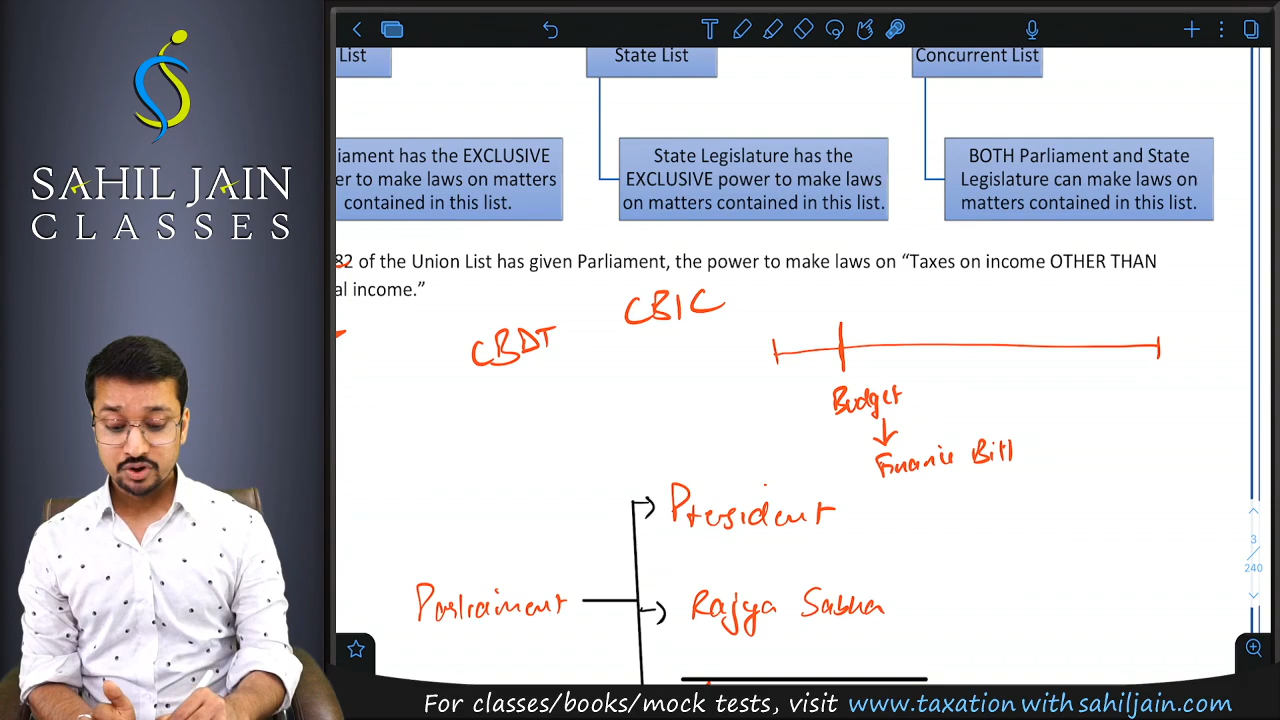 SAHIL JAIN
CLASSES
List
State List
Concurrent List
iament has the EXCLUSIVE
er to make laws on matters
contained in this list.
State Legislature has the
EXCLUSIVE power to make laws
on matters contained in this list.
BOTH Parliament and State
Legislature can make laws on
matters contained in this list.
82 of the Union List has given Parliament, the power to make laws on “Taxes on income OTHER THAN
al income.”
CBDT
CBIC
Budget
Finance Bill
President
Parliament
Rajya Sabha
3
/
240
For classes/books/mock tests, visit www.taxation with sahiljain.com